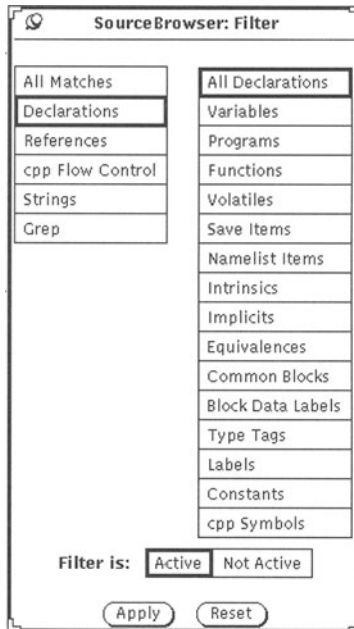 SourceBrowser: Filter
All Matches
Declarations
References
cpp Flow Control
Strings
Grep
All Declarations
Variables
Programs
Functions
Volatiles
Save Items
Namelist Items
Intrinsics
Implicits
Equivalences
Common Blocks
Block Data Labels
Type Tags
Labels
Constants
cpp Symbols
Filter is: Active Not Active
Apply Reset